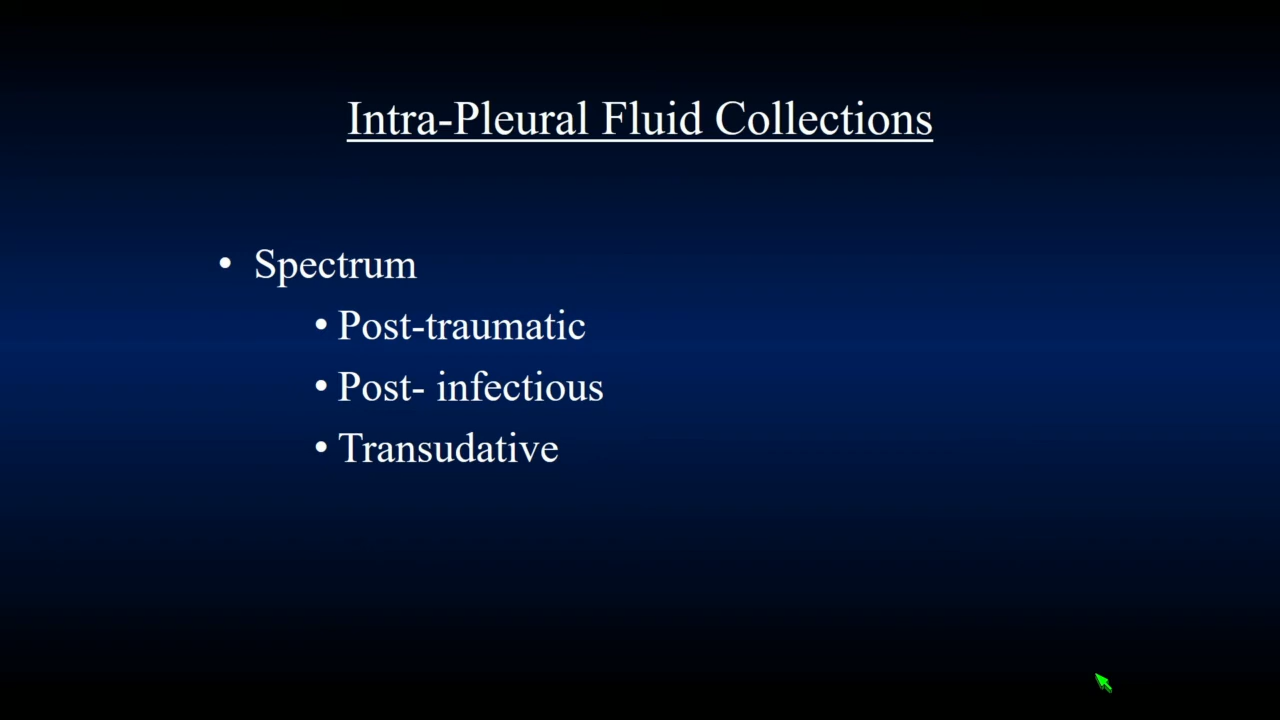 Intra-Pleural Fluid Collections
• Spectrum
• Post-traumatic
• Post- infectious
• Transudative